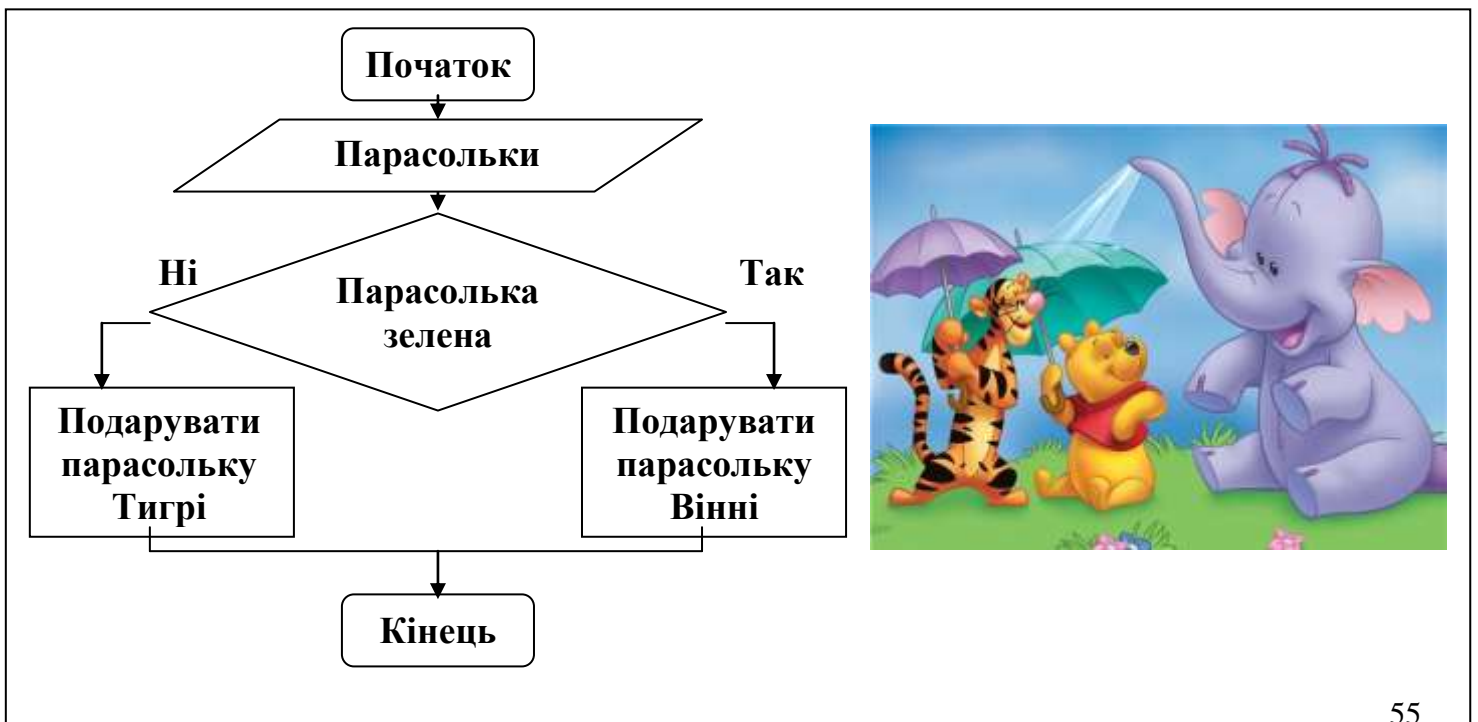 Початок
Парасольки
Ні
Так
Парасолька
зелена
Подарувати
парасольку
Тигрі
Подарувати
парасольку
Вінні
Кінець
55